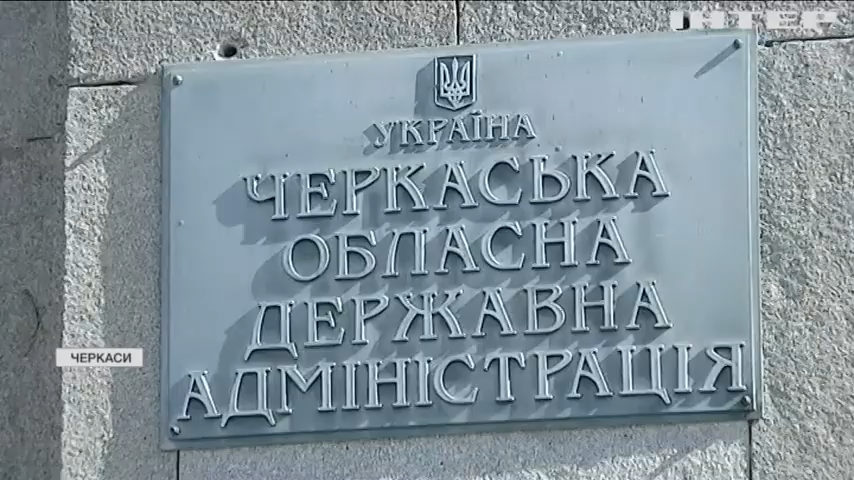 ІНТЕР
УКРАЇНА
ЧЕРКАСЬКА
ОБЛАСНА
ДЕРЖАВНА
АДМІНІСТРАЦІЯ
ЧЕРКАСИ